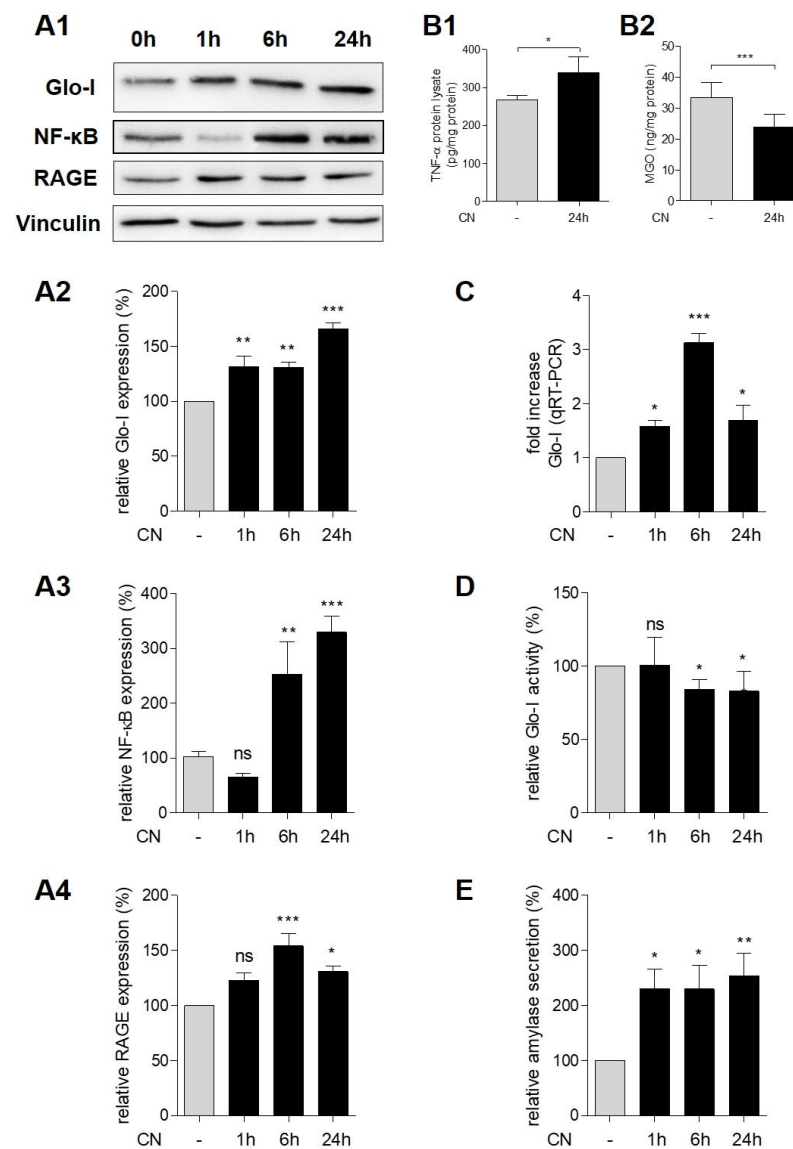 A1
0h 1h 6h 24h
Glo-I
NF-κB
RAGE
Vinculin
B1
TNF-α protein lysate
(pg/mg protein)
500
400
300
200
100
0
*
CN - 24h
B2
MGO (ng/mg protein)
50
40
30
20
10
0
***
CN - 24h
A2
relative Glo-I expression (%)
200
150
100
50
0
** ** ***
CN - 1h 6h 24h
C
fold increase
Glo-I (qRT-PCR)
4
3
2
1
0
* *** *
CN - 1h 6h 24h
A3
relative NF-κB expression (%)
400
300
200
100
0
ns ** ***
CN - 1h 6h 24h
D
relative Glo-I activity (%)
150
100
50
0
ns * *
CN - 1h 6h 24h
A4
relative RAGE expression (%)
200
150
100
50
0
ns *** *
CN - 1h 6h 24h
E
relative amylase secretion (%)
400
300
200
100
0
* * **
CN - 1h 6h 24h